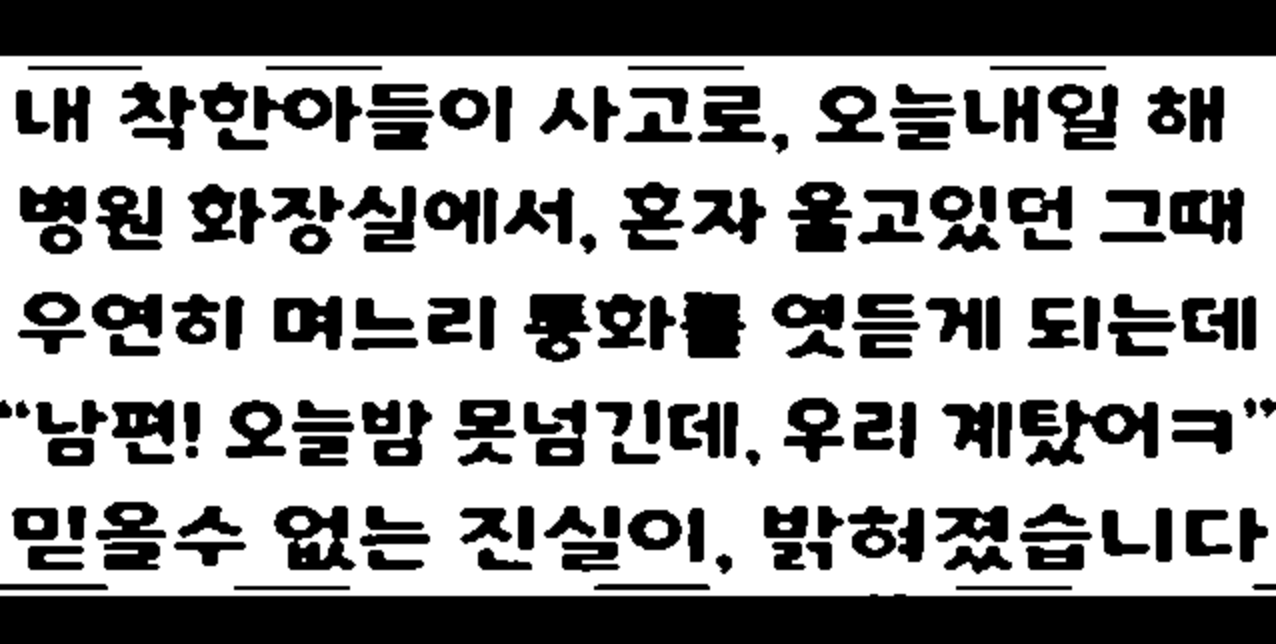 내 착한아들이 사고로, 오늘내일 해
병원 화장실에서, 혼자 울고있던 그때
우연히 며느리 통화를 엿듣게 되는데
“남편! 오늘밤 못넘긴데, 우리 계탔어ㅋ”
믿을수 없는 진실이, 밝혀졌습니다